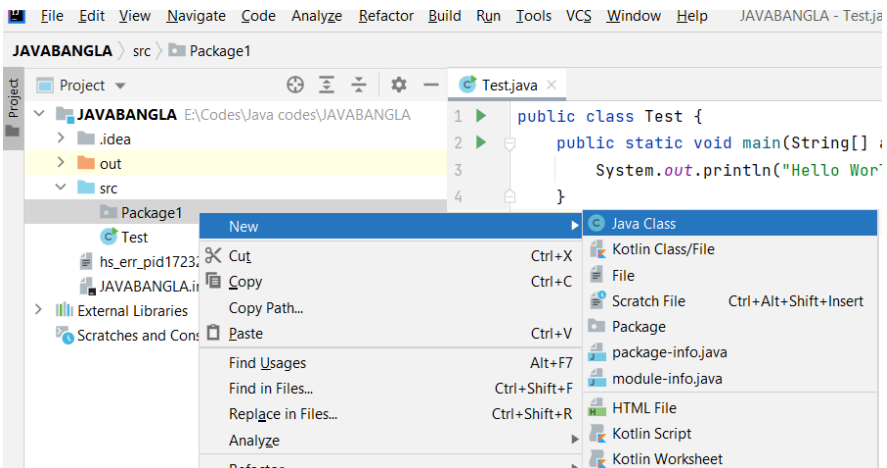 File Edit View Navigate Code Analyze Refactor Build Run Tools VCS Window Help JAVABANGLA - Test.ja
JAVABANGLA src Package1
Project
Project
Test.java
JAVABANGLA E:\Codes\Java codes\JAVABANGLA
.idea
out
src
Package1
Test
hs_err_pid1723
JAVABANGLA.i
External Libraries
Scratches and Cons
1 public class Test {
2 public static void main(String[]
3 System.out.println("Hello Wor
4 }
New
Cut Ctrl+X
Copy Ctrl+C
Copy Path...
Paste Ctrl+V
Find Usages Alt+F7
Find in Files... Ctrl+Shift+F
Replace in Files... Ctrl+Shift+R
Analyze
Refactor
Java Class
Kotlin Class/File
File
Scratch File Ctrl+Alt+Shift+Insert
Package
package-info.java
module-info.java
HTML File
Kotlin Script
Kotlin Worksheet